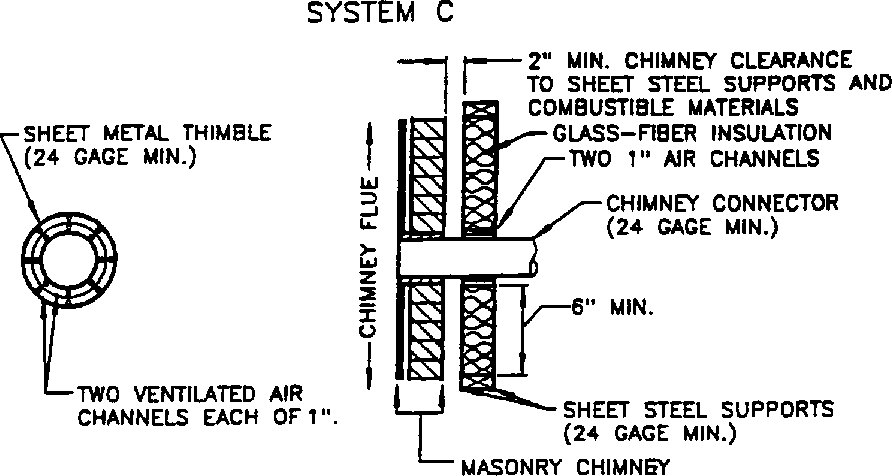 SYSTEM C
2" MIN. CHIMNEY CLEARANCE
TO SHEET STEEL SUPPORTS AND
COMBUSTIBLE MATERIALS
GLASS-FIBER INSULATION
TWO 1" AIR CHANNELS
SHEET METAL THIMBLE
(24 GAGE MIN.)
CHIMNEY CONNECTOR
(24 GAGE MIN.)
CHIMNEY FLUE
6" MIN.
TWO VENTILATED AIR
CHANNELS EACH OF 1".
SHEET STEEL SUPPORTS
(24 GAGE MIN.)
MASONRY CHIMNEY